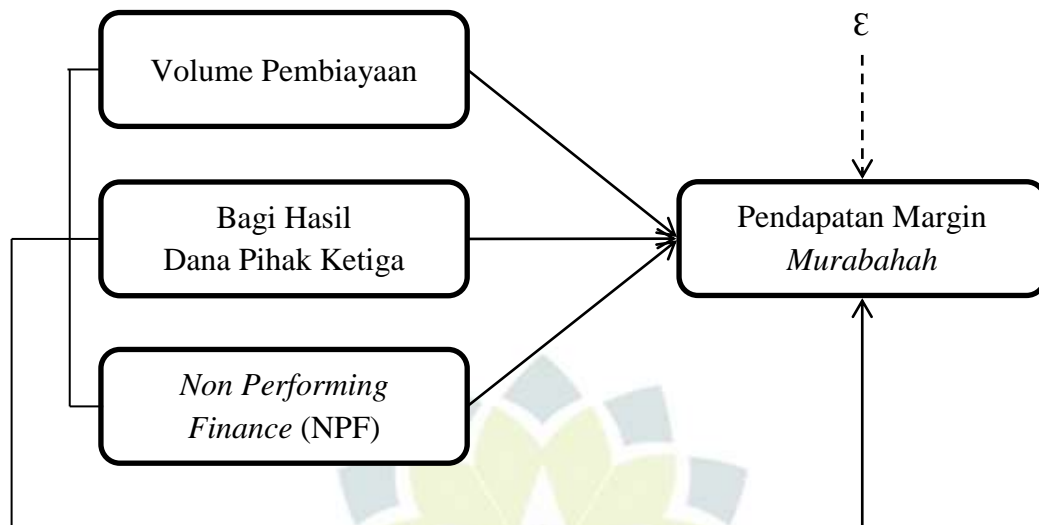 ε
Volume Pembiayaan
Bagi Hasil
Dana Pihak Ketiga
Pendapatan Margin
Murabahah
Non Performing
Finance (NPF)